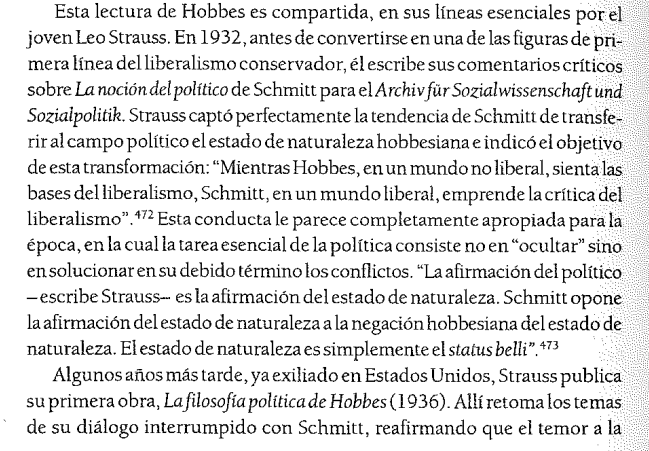 Esta lectura de Hobbes es compartida, en sus líneas esenciales por el
joven Leo Strauss. En 1932, antes de convertirse en una de las figuras de pri-
mera línea del liberalismo conservador, él escribe sus comentarios críticos
sobre La noción del político de Schmitt para el Archiv für Sozialwissenschaft und
Sozialpolitik. Strauss captó perfectamente la tendencia de Schmitt de transfe-
rir al campo político el estado de naturaleza hobbesiana e indicó el objetivo
de esta transformación: “Mientras Hobbes, en un mundo no liberal, sienta las
bases del liberalismo, Schmitt, en un mundo liberal, emprende la crítica del
liberalismo”.472 Esta conducta le parece completamente apropiada para la
época, en la cual la tarea esencial de la política consiste no en “ocultar” sino
en solucionar en su debido término los conflictos. “La afirmación del político
–escribe Strauss– es la afirmación del estado de naturaleza. Schmitt opone
la afirmación del estado de naturaleza a la negación hobbesiana del estado de
naturaleza. El estado de naturaleza es simplemente el status belli”.473
Algunos años más tarde, ya exiliado en Estados Unidos, Strauss publica
su primera obra, La filosofía política de Hobbes (1936). Allí retoma los temas
de su diálogo interrumpido con Schmitt, reafirmando que el temor a la